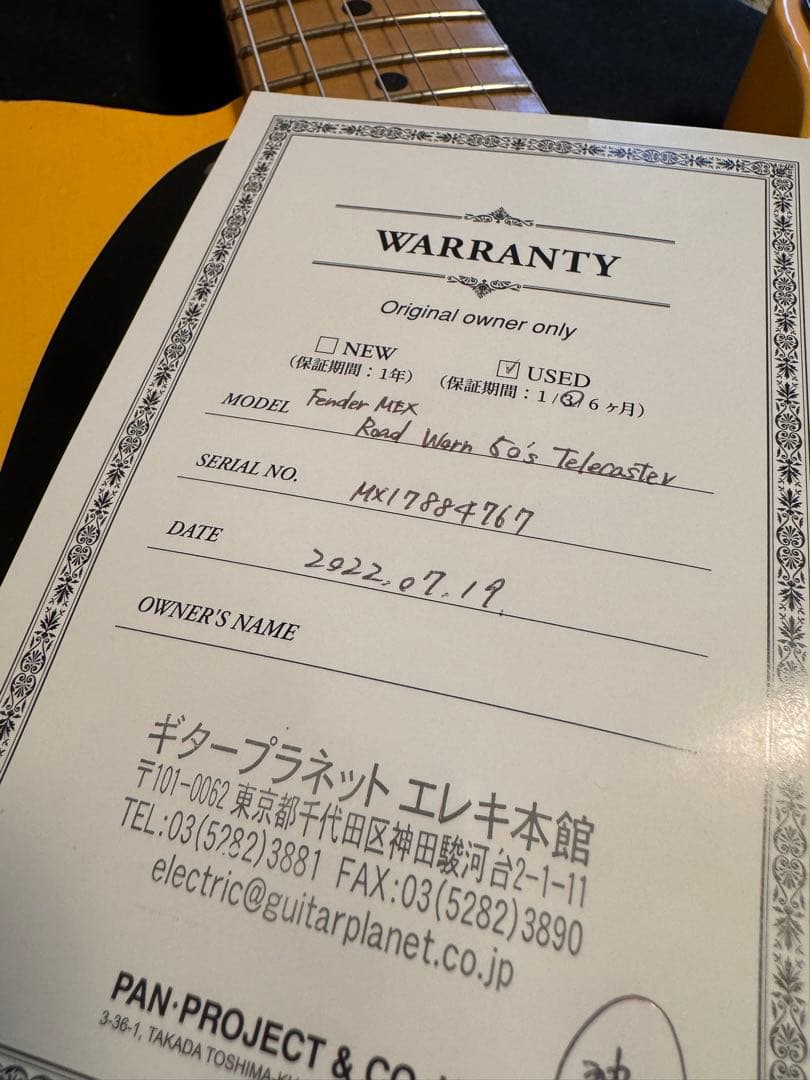 WARRANTY
Original owner only
☐ NEW ☑ USED
(保証期間:1年) (保証期間:1/3/6ヶ月)
MODEL Fender MEX
Road Worn 50's Telecaster
SERIAL NO. MX17884767
DATE 2022.07.19.
OWNER'S NAME
ギタープラネット エレキ本館
〒101-0062 東京都千代田区神田駿河台2-1-11
TEL:03(5282)3881 FAX:03(5282)3890
electric@guitarplanet.co.jp
PAN・PROJECT & CO
3-36-1, TAKADA TOSHIMA-KU